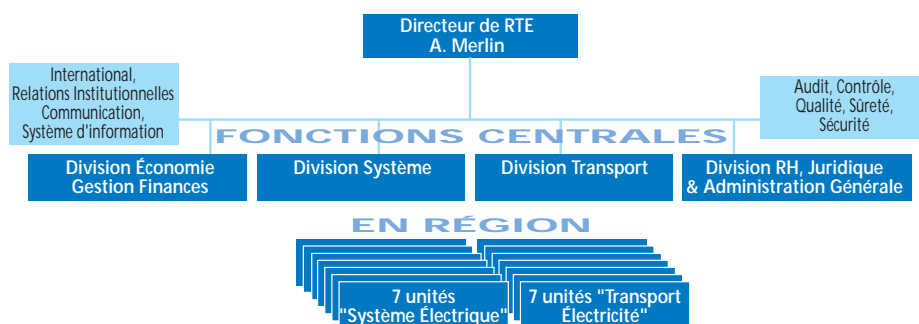 Directeur de RTE
A. Merlin
International,
Relations Institutionnelles
Communication,
Système d'information
Audit, Contrôle,
Qualité, Sûreté,
Sécurité
FONCTIONS CENTRALES
Division Économie
Gestion Finances
Division Système
Division Transport
Division RH, Juridique
& Administration Générale
EN RÉGION
7 unités
"Système Électrique"
7 unités "Transport
Électricité"